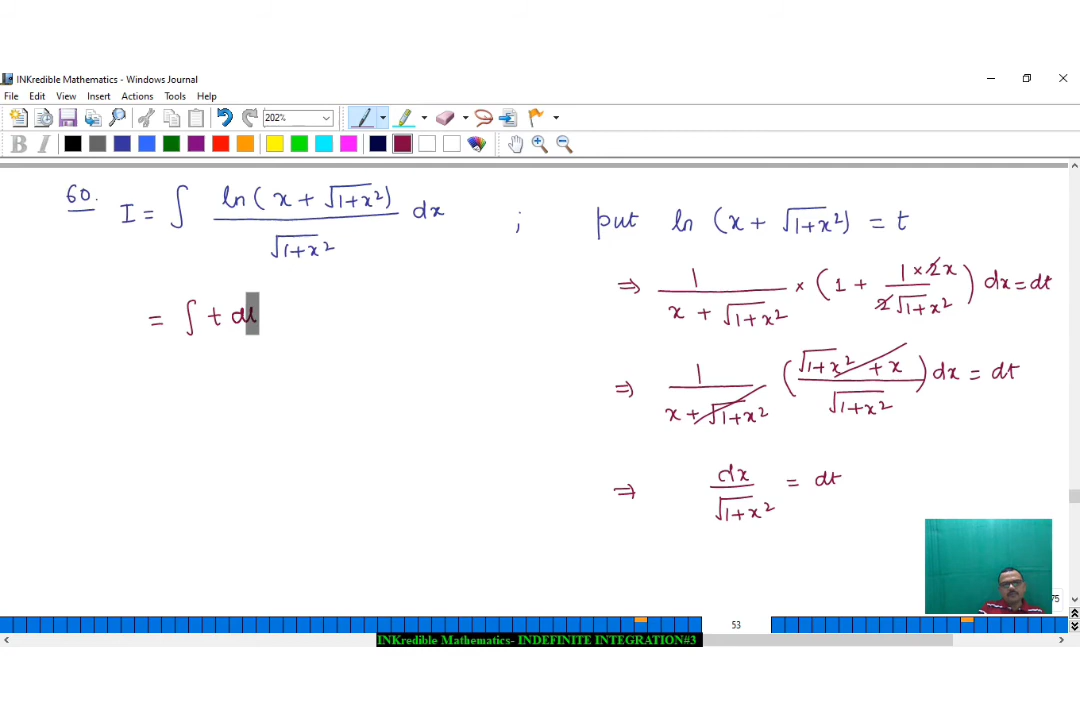 INKredible Mathematics - Windows Journal
File Edit View Insert Actions Tools Help
202%
B I
60. I = ∫ ln(x + √1+x²) / √1+x² dx ; put ln (x + √1+x²) = t
⇒ 1 / (x + √1+x²) × (1 + 1 × 2x / 2√1+x²) dx = dt
= ∫ t d
⇒ 1 / (x + √1+x²) (√1+x² + x / √1+x²) dx = dt
⇒ dx / √1+x² = dt
75
53
INKredible Mathematics- INDEFINITE INTEGRATION#3